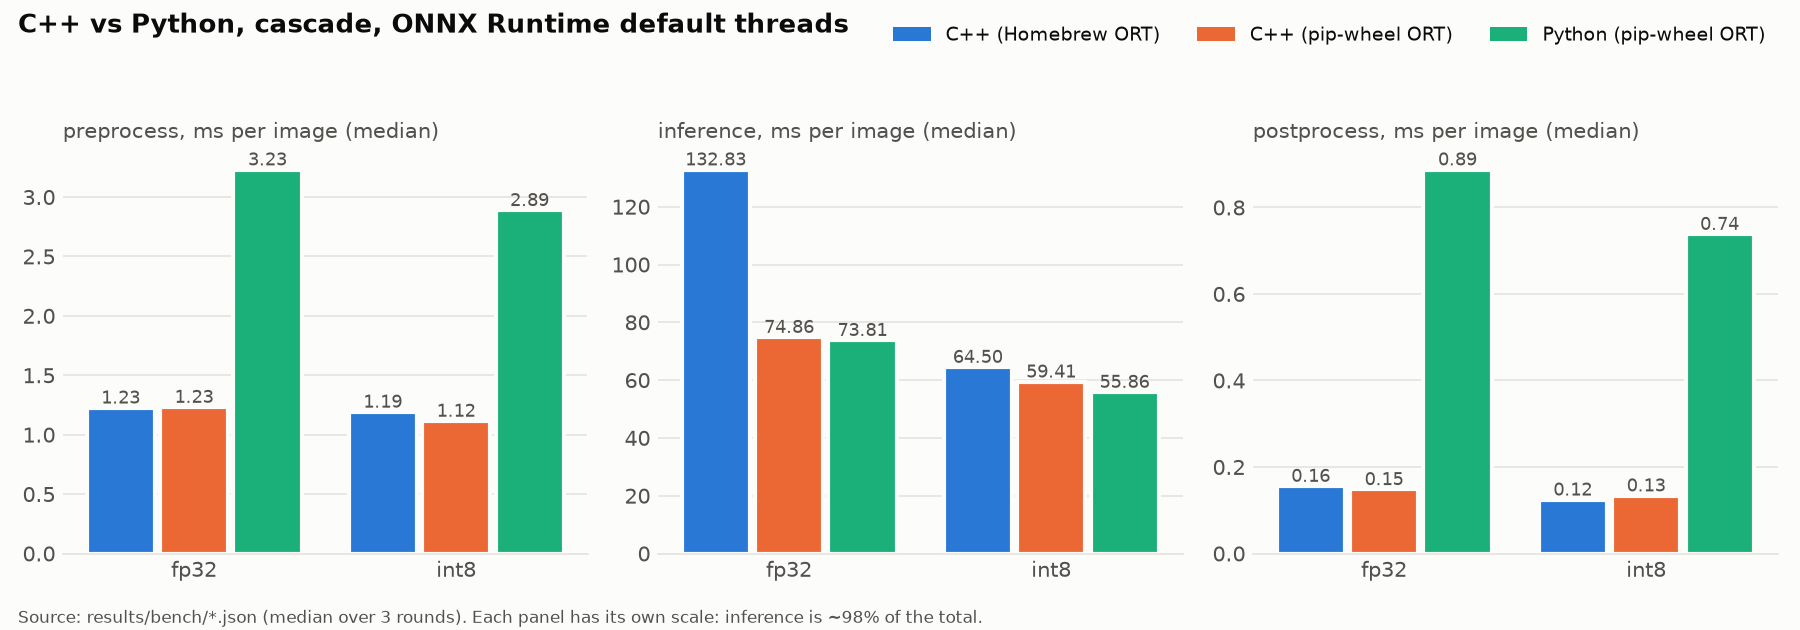 C++ vs Python, cascade, ONNX Runtime default threads
C++ (Homebrew ORT)
C++ (pip-wheel ORT)
Python (pip-wheel ORT)
preprocess, ms per image (median)
3.23
3.0
2.89
2.5
2.0
1.5
1.23
1.23
1.19
1.12
1.0
0.5
0.0
fp32
int8
inference, ms per image (median)
132.83
120
100
80
74.86
73.81
64.50
59.41
55.86
60
40
20
0
fp32
int8
postprocess, ms per image (median)
0.89
0.8
0.74
0.6
0.4
0.2
0.16
0.15
0.12
0.13
0.0
fp32
int8
Source: results/bench/*.json (median over 3 rounds). Each panel has its own scale: inference is ~98% of the total.